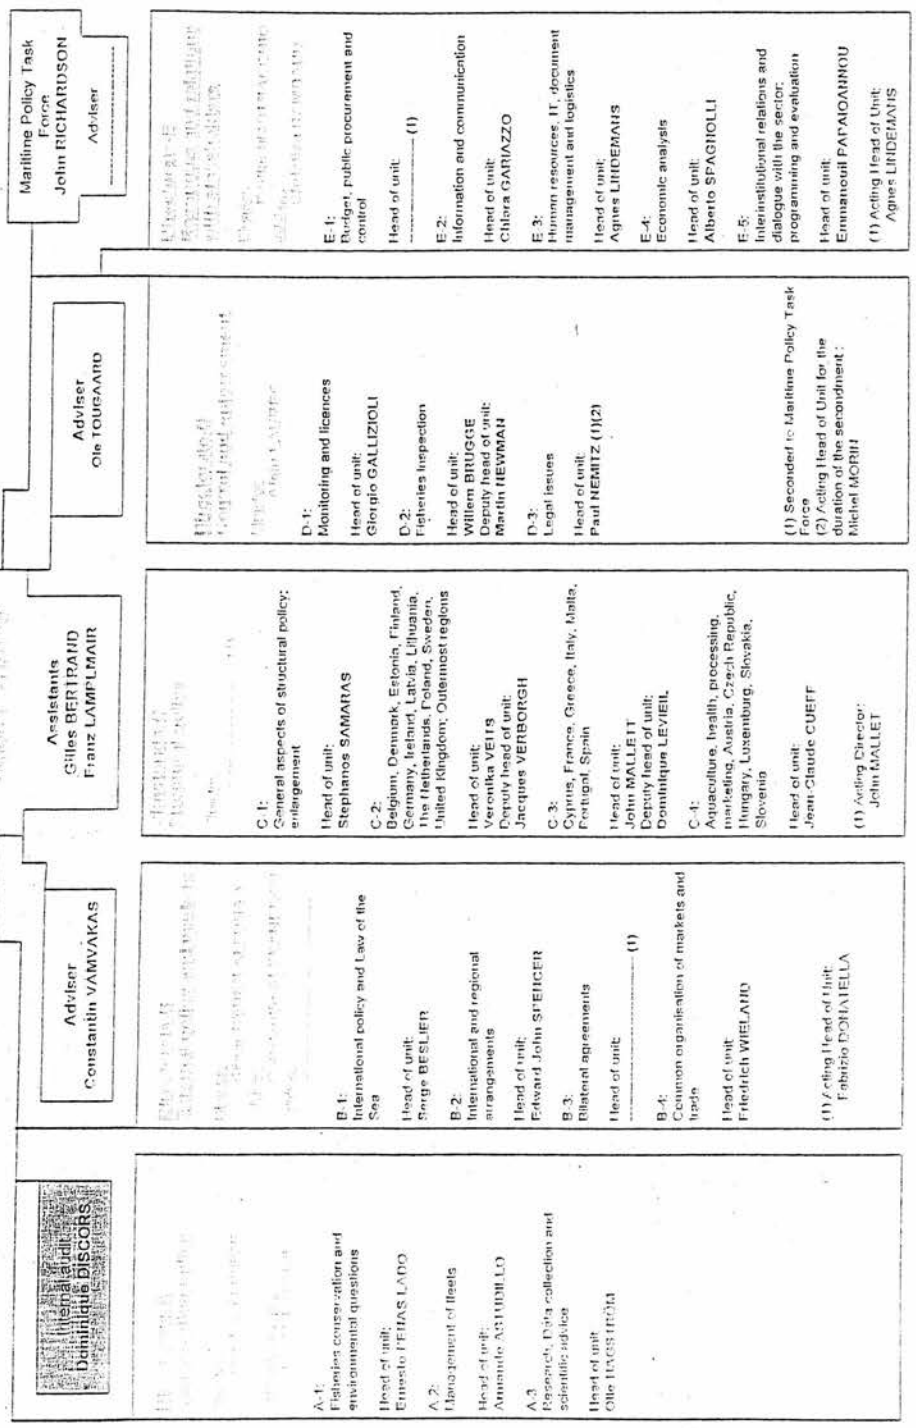 Internal audit
Dominique DISCORS
Adviser
Constantin VAMVAKAS
Assistants
Gilles BERTRAND
Franz LAMPLMAIR
Adviser
Ole TOUGAARD
Maritime Policy Task
Force
John RICHARDSON
Adviser
A-1:
Fisheries conservation and
environmental questions
Head of unit:
Ernesto PENAS LADO
A-2:
Management of fleets
Head of unit:
Armando ASTUDILLO
A-3
Research, Data collection and
scientific advice
Head of unit
Olle HAGSTRÖM
B-1:
International policy and Law of the
Sea
Head of unit:
Serge BESLIER
B-2:
International and regional
arrangements
Head of unit:
Edward John SPENCER
B-3:
Bilateral agreements
Head of unit:
(1)
B-4:
Common organisation of markets and
trade
Head of unit:
Friedrich WIELAND
(1) Acting Head of Unit:
Fabrizio DONATELLA
C-1:
General aspects of structural policy;
enlargement
Head of unit:
Stephanos SAMARAS
C-2:
Belgium, Denmark, Estonia, Finland,
Germany, Ireland, Latvia, Lithuania,
The Netherlands, Poland, Sweden,
United Kingdom; Outermost regions
Head of unit:
Veronika VEITS
Deputy head of unit:
Jacques VERBORGH
C-3:
Cyprus, France, Greece, Italy, Malta,
Portugal, Spain
Head of unit:
John MALLETT
Deputy head of unit:
Dominique LEVIEIL
C-4:
Aquaculture, health, processing,
marketing, Austria, Czech Republic,
Hungary, Luxemburg, Slovakia,
Slovenia
Head of unit:
Jean-Claude CUEFF
(1) Acting Director:
John MALLET
D-1:
Monitoring and licences
Head of unit:
Giorgio GALLIZIOLI
D-2:
Fisheries Inspection
Head of unit:
Willem BRUGGE
Deputy head of unit:
Martin NEWMAN
D-3:
Legal issues
Head of unit:
Paul NEMITZ (1)(2)
(1) Seconded to Maritime Policy Task
Force
(2) Acting Head of Unit for the
duration of the secondment:
Michel MORIN
E-1:
Budget, public procurement and
control
Head of unit:
(1)
E-2:
Information and communication
Head of unit:
Chiara GARIAZZO
E-3:
Human resources, IT, document
management and logistics
Head of unit:
Agnes LINDEMANS
E-4:
Economic analysis
Head of unit:
Alberto SPAGNOLLI
E-5:
Interinstitutional relations and
dialogue with the sector;
programming and evaluation
Head of unit:
Emmanouil PAPAIOANNOU
(1) Acting Head of Unit:
Agnes LINDEMANS